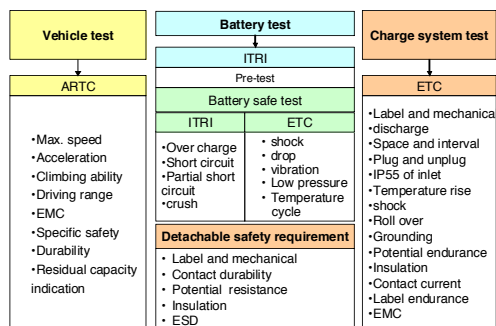 Vehicle test
ARTC
•Max. speed
•Acceleration
•Climbing ability
•Driving range
•EMC
•Specific safety
•Durability
•Residual capacity
indication
Battery test
ITRI
Pre-test
Battery safe test
ITRI
•Over charge
•Short circuit
•Partial short
circuit
•crush
ETC
• shock
• drop
• vibration
• Low pressure
• Temperature
cycle
Detachable safety requirement
• Label and mechanical
• Contact durability
• Potential resistance
• Insulation
• ESD
Charge system test
ETC
•Label and mechanica
•discharge
•Space and interval
•Plug and unplug
•IP55 of inlet
•Temperature rise
•shock
•Roll over
•Grounding
•Potential endurance
•Insulation
•Contact current
•Label endurance
•EMC